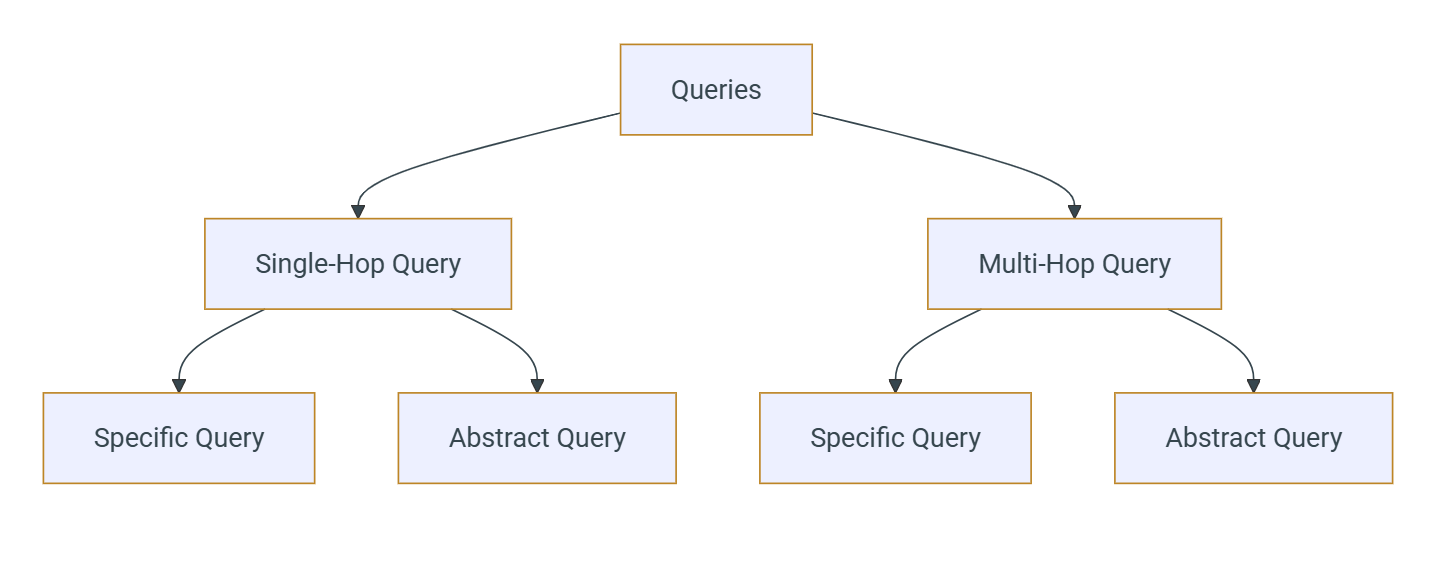 Queries
Single-Hop Query
Multi-Hop Query
Specific Query
Abstract Query
Specific Query
Abstract Query